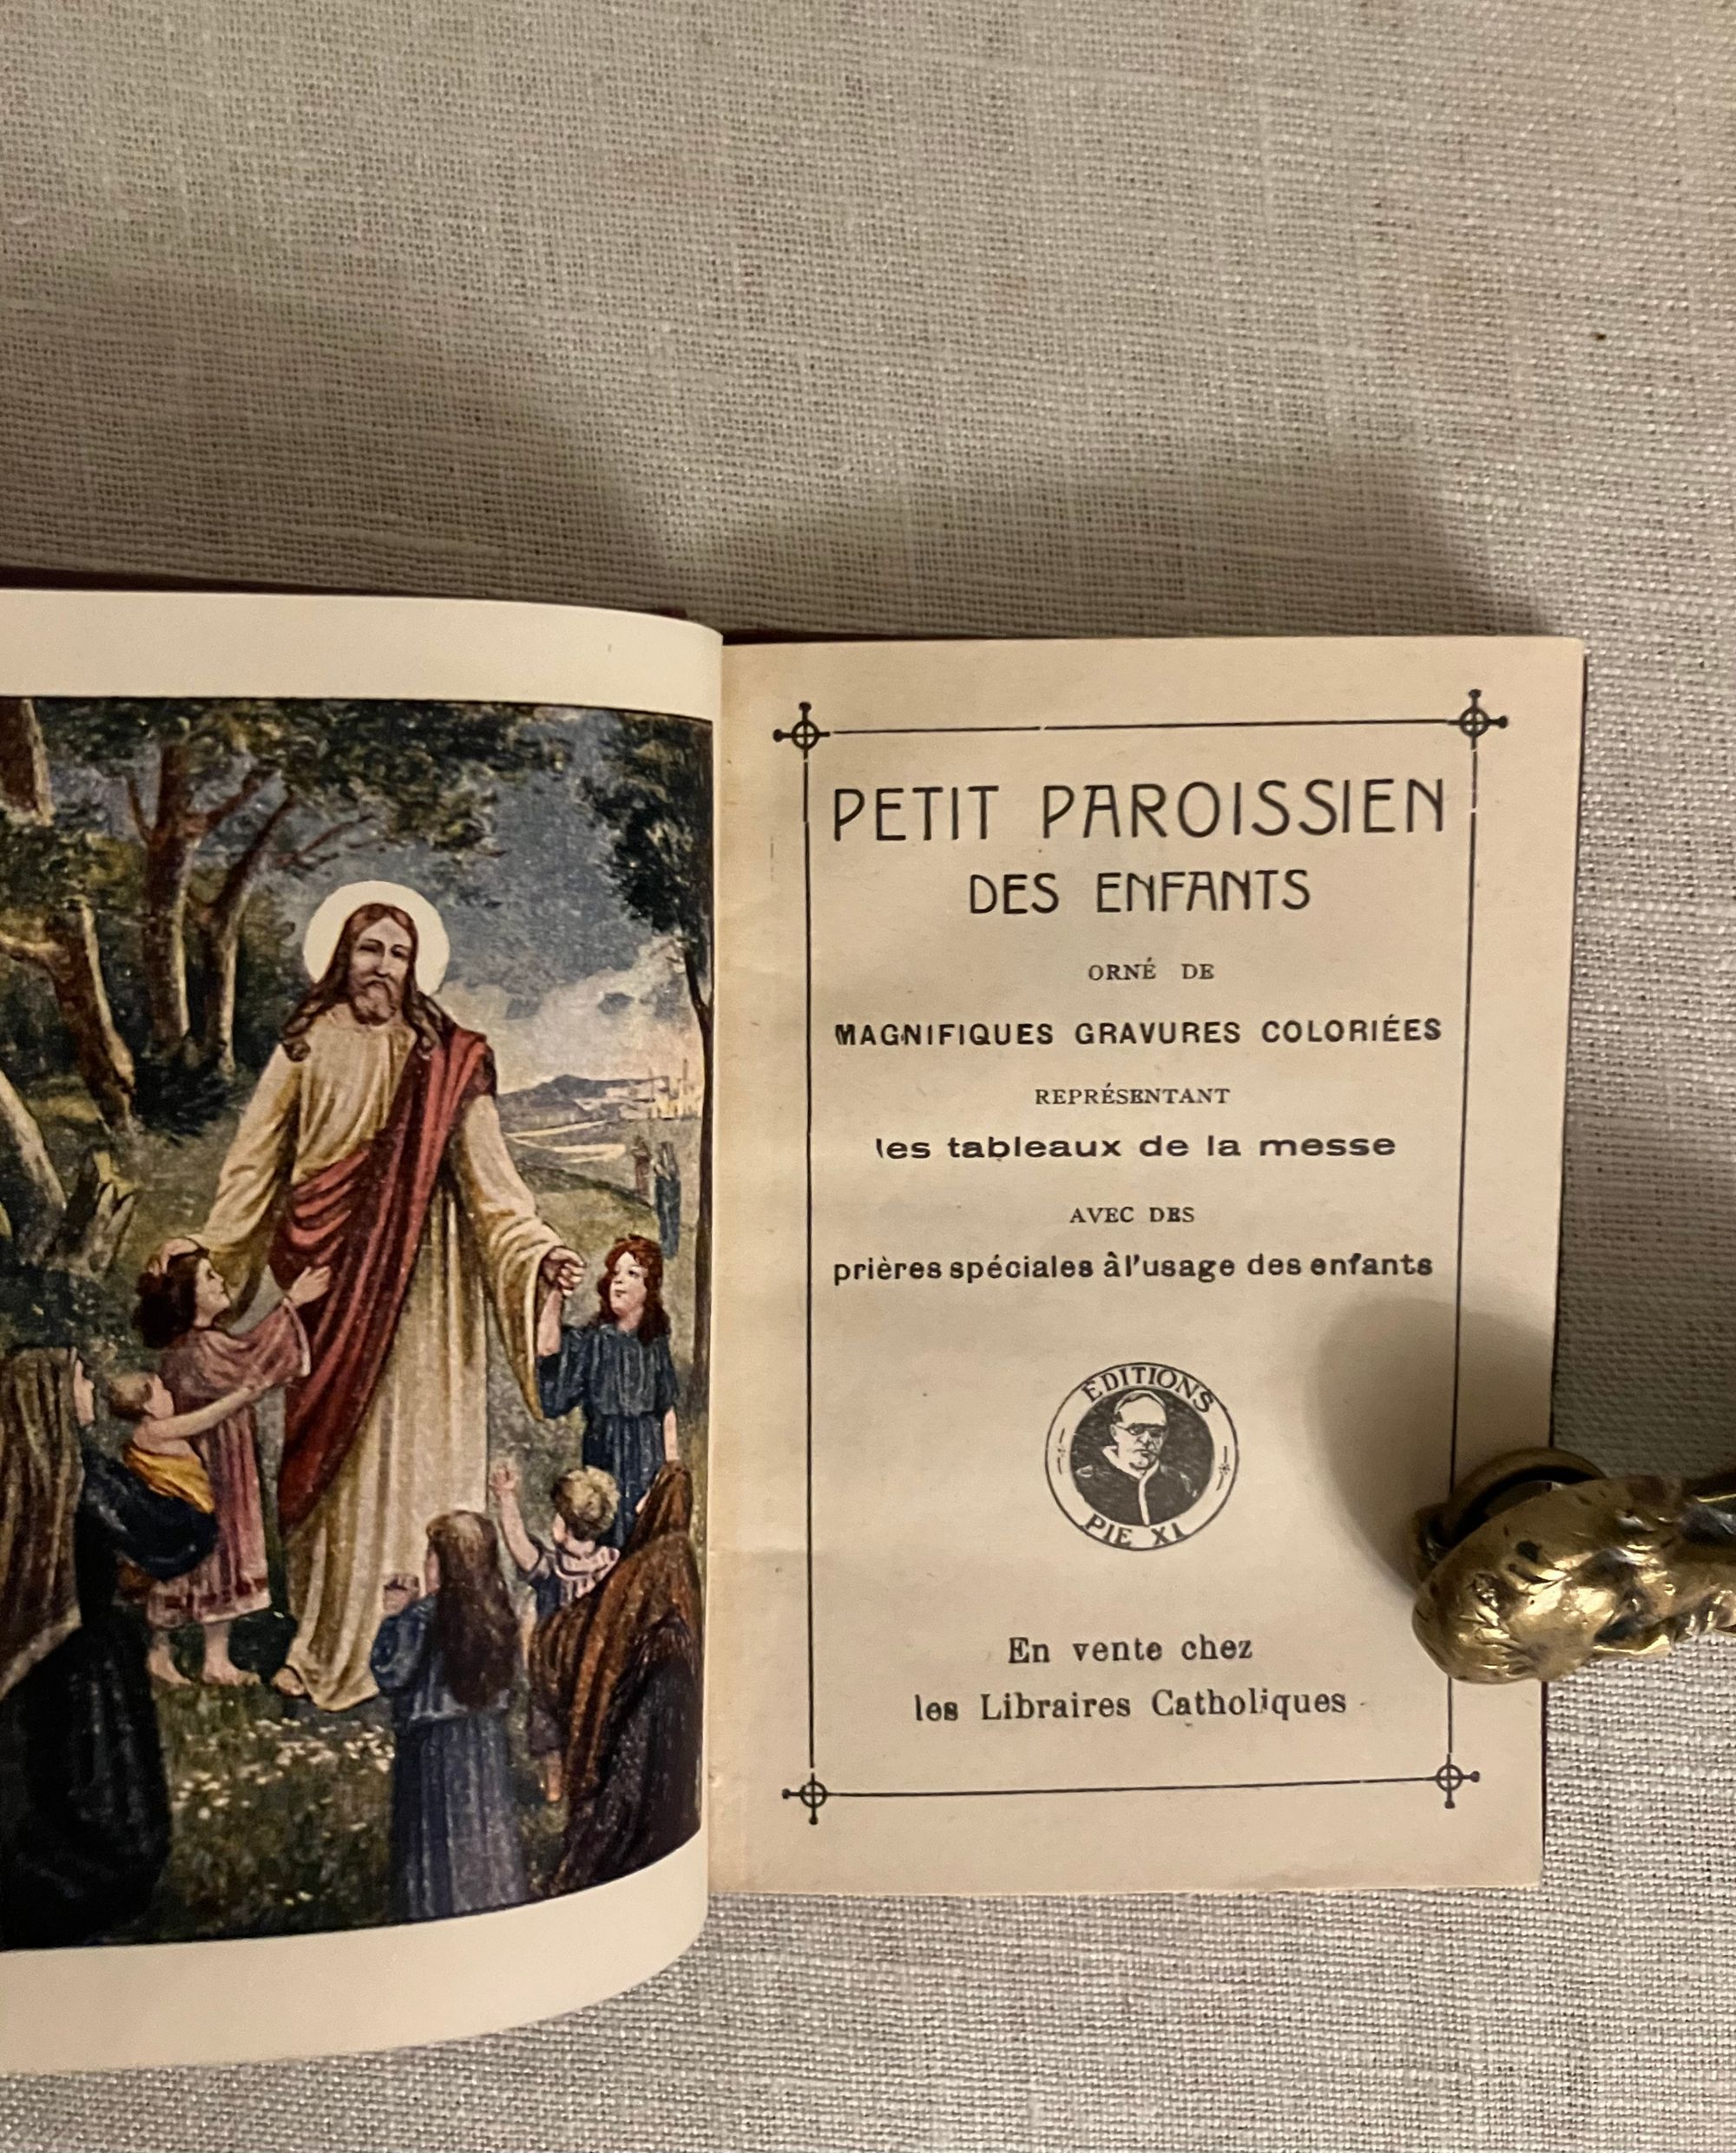 PETIT PAROISSIEN
DES ENFANTS
ORNÉ DE
MAGNIFIQUES GRAVURES COLORIÉES
REPRÉSENTANT
les tableaux de la messe
AVEC DES
prières spéciales à l'usage des enfants
ÉDITIONS
PIE XI
En vente chez
les Libraires Catholiques